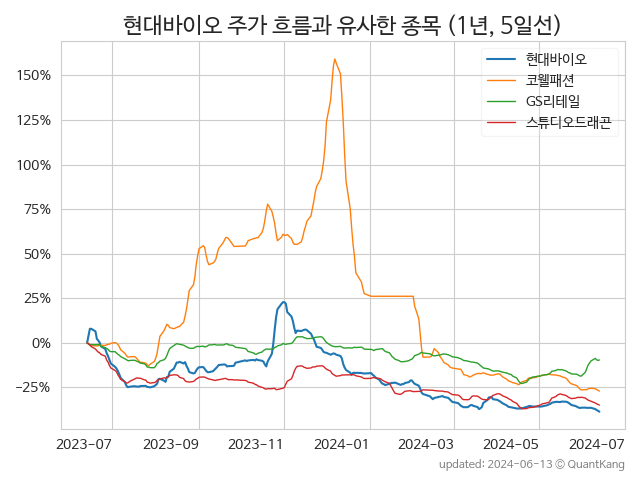 현대바이오 주가 흐름과 유사한 종목 (1년, 5일선)
현대바이오
코웰패션
GS리테일
스튜디오드래곤
150%
125%
100%
75%
50%
25%
0%
−25%
2023-07 2023-09 2023-11 2024-01 2024-03 2024-05 2024-07
updated: 2024-06-13 © QuantKang